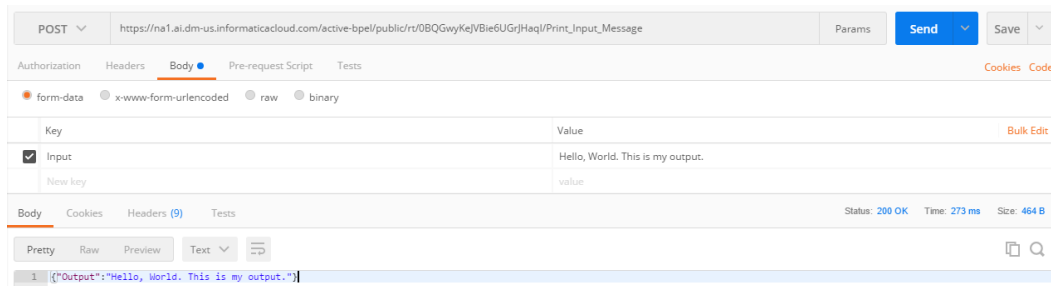 POST https://na1.ai.dm-us.informaticacloud.com/active-bpel/public/rt/0BQGwyKeJVBie6UGrJHaqI/Print_Input_Message Params Send Save
Authorization Headers Body Pre-request Script Tests Cookies Code
form-data x-www-form-urlencoded raw binary
Key Value Bulk Edit
Input Hello, World. This is my output.
New key value
Body Cookies Headers (9) Tests Status: 200 OK Time: 273 ms Size: 464 B
Pretty Raw Preview Text
1 {"Output":"Hello, World. This is my output."}